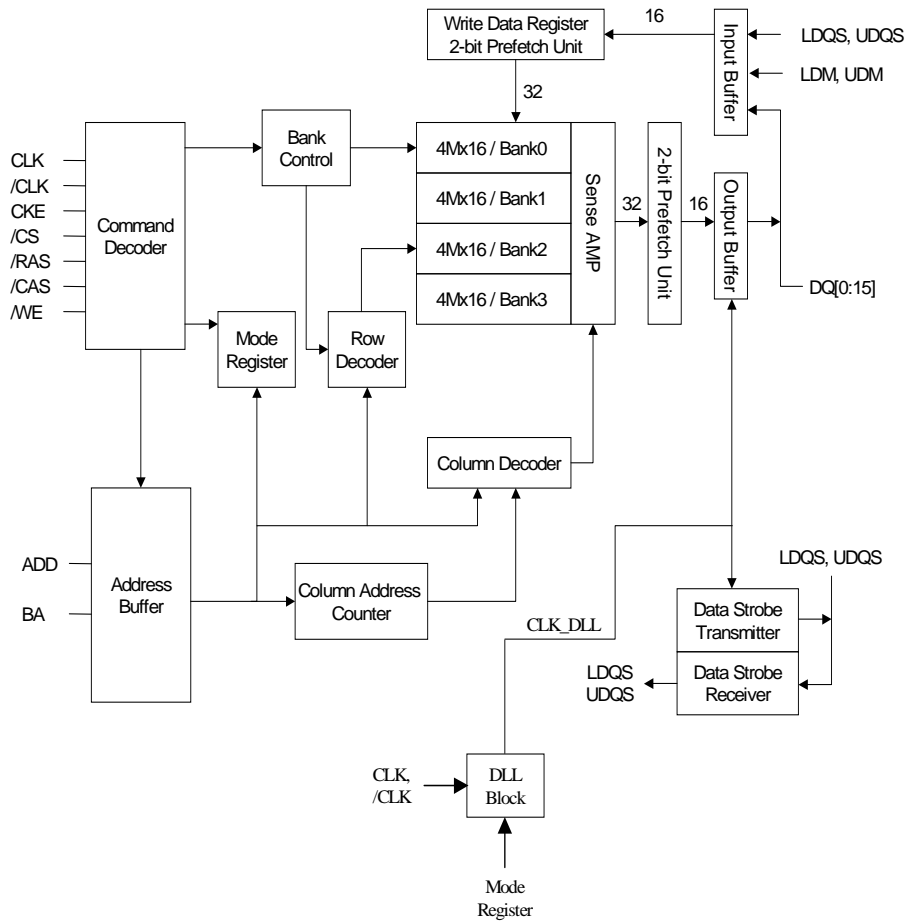 Write Data Register
2-bit Prefetch Unit
16
Input Buffer
LDQS, UDQS
LDM, UDM
32
Bank
Control
4Mx16 / Bank0
4Mx16 / Bank1
4Mx16 / Bank2
4Mx16 / Bank3
Sense AMP
32
2-bit Prefetch Unit
16
Output Buffer
DQ[0:15]
CLK
/CLK
CKE
/CS
/RAS
/CAS
/WE
Command
Decoder
Mode
Register
Row
Decoder
Column Decoder
ADD
BA
Address
Buffer
Column Address
Counter
CLK_DLL
LDQS, UDQS
Data Strobe
Transmitter
Data Strobe
Receiver
LDQS
UDQS
CLK,
/CLK
DLL
Block
Mode
Register